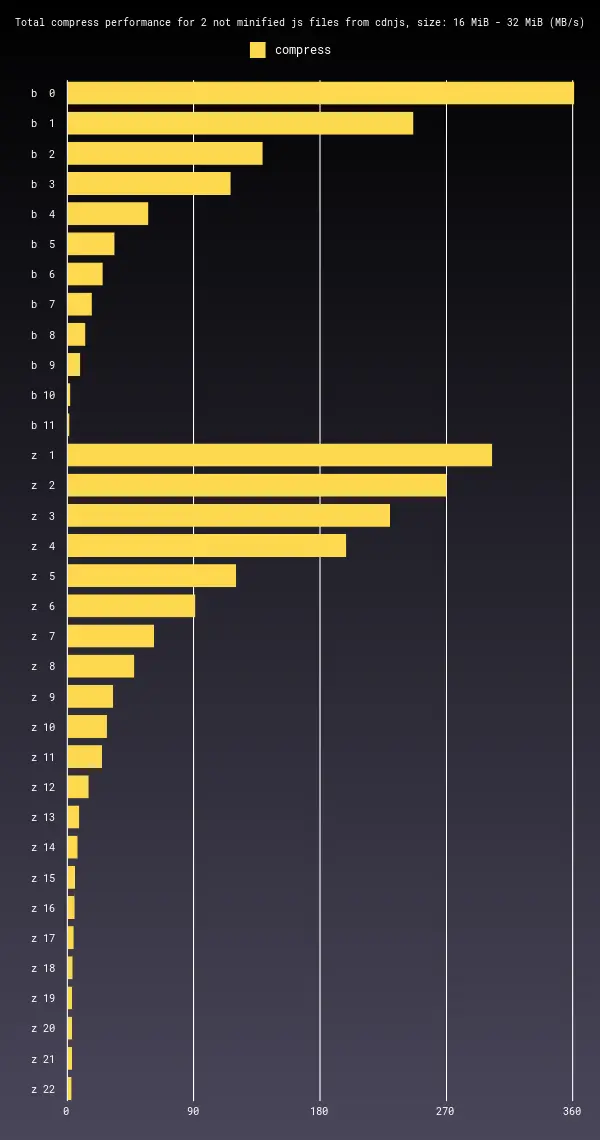 Total compress performance for 2 not minified js files from cdnjs, size: 16 MiB - 32 MiB (MB/s)
compress
b 0
b 1
b 2
b 3
b 4
b 5
b 6
b 7
b 8
b 9
b 10
b 11
z 1
z 2
z 3
z 4
z 5
z 6
z 7
z 8
z 9
z 10
z 11
z 12
z 13
z 14
z 15
z 16
z 17
z 18
z 19
z 20
z 21
z 22
0 90 180 270 360